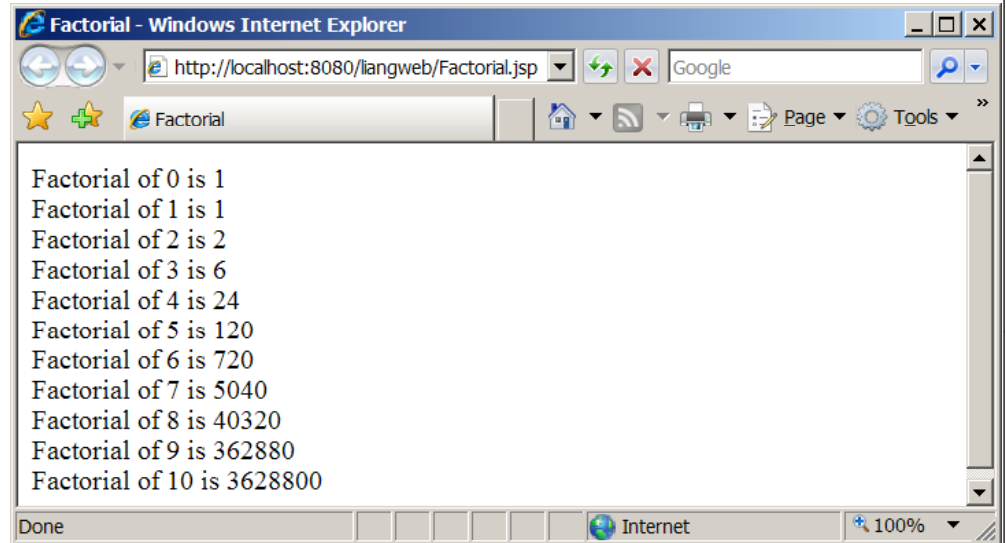 Factorial - Windows Internet Explorer
http://localhost:8080/liangweb/Factorial.jsp
Google
Factorial
Page
Tools
»
Factorial of 0 is 1
Factorial of 1 is 1
Factorial of 2 is 2
Factorial of 3 is 6
Factorial of 4 is 24
Factorial of 5 is 120
Factorial of 6 is 720
Factorial of 7 is 5040
Factorial of 8 is 40320
Factorial of 9 is 362880
Factorial of 10 is 3628800
Done
Internet
100%